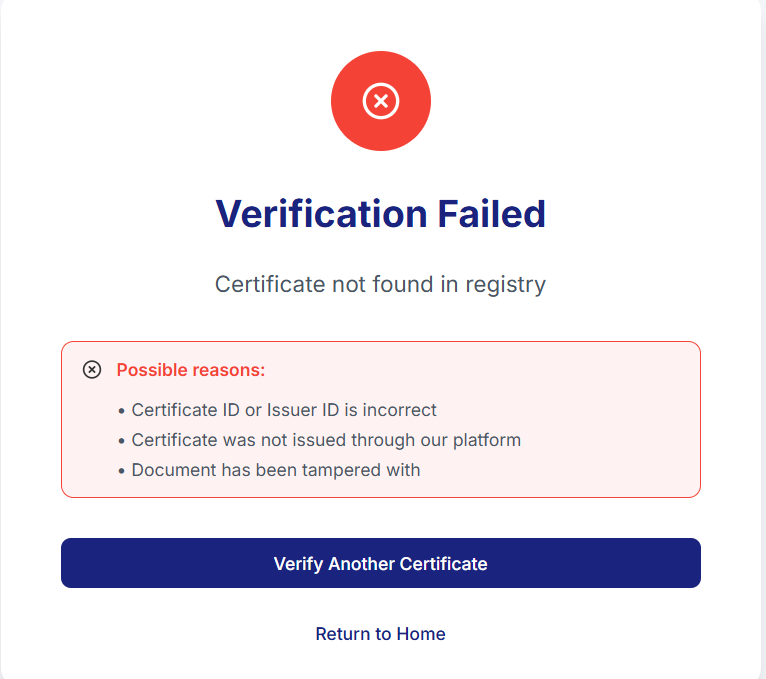 Verification Failed
Certificate not found in registry
Possible reasons:
• Certificate ID or Issuer ID is incorrect
• Certificate was not issued through our platform
• Document has been tampered with
Verify Another Certificate
Return to Home